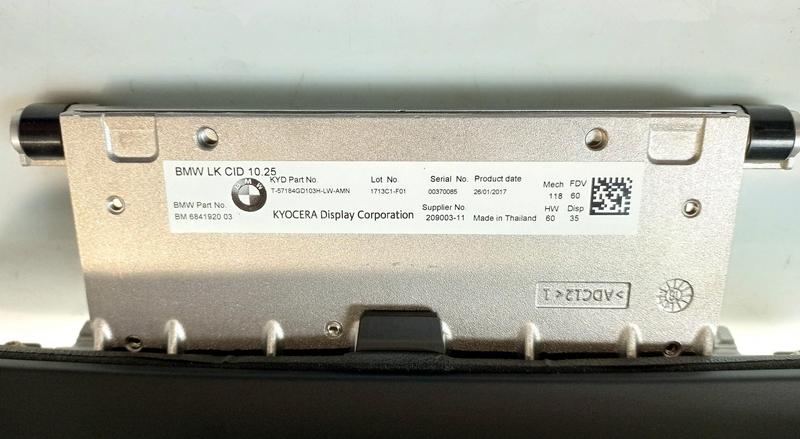 BMW LK CID 10.25
KYD Part No. Lot No. Serial No. Product date
T-57184GD103H-LW-AMN 1713C1-F01 00370085 26/01/2017
Mech FDV
118 60
BMW
BMW Part No. Supplier No. HW Disp
BM 6841920 03 KYOCERA Display Corporation 209003-11 Made in Thailand 60 35
>ADC12< 1